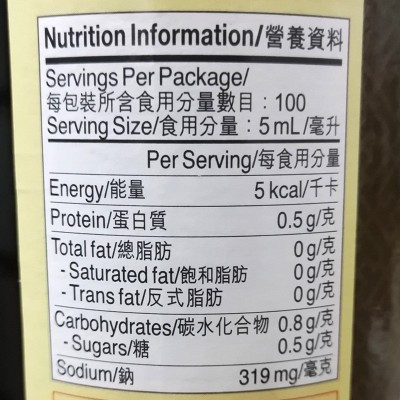 Nutrition Information/營養資料
Servings Per Package/
每包裝所含食用分量數目：100
Serving Size/食用分量：5 mL/毫升
Per Serving/每食用分量
Energy/能量 5 kcal/千卡
Protein/蛋白質 0.5 g/克
Total fat/總脂肪 0 g/克
- Saturated fat/飽和脂肪 0 g/克
- Trans fat/反式脂肪 0 g/克
Carbohydrates/碳水化合物 0.8 g/克
- Sugars/糖 0.5 g/克
Sodium/鈉 319 mg/毫克